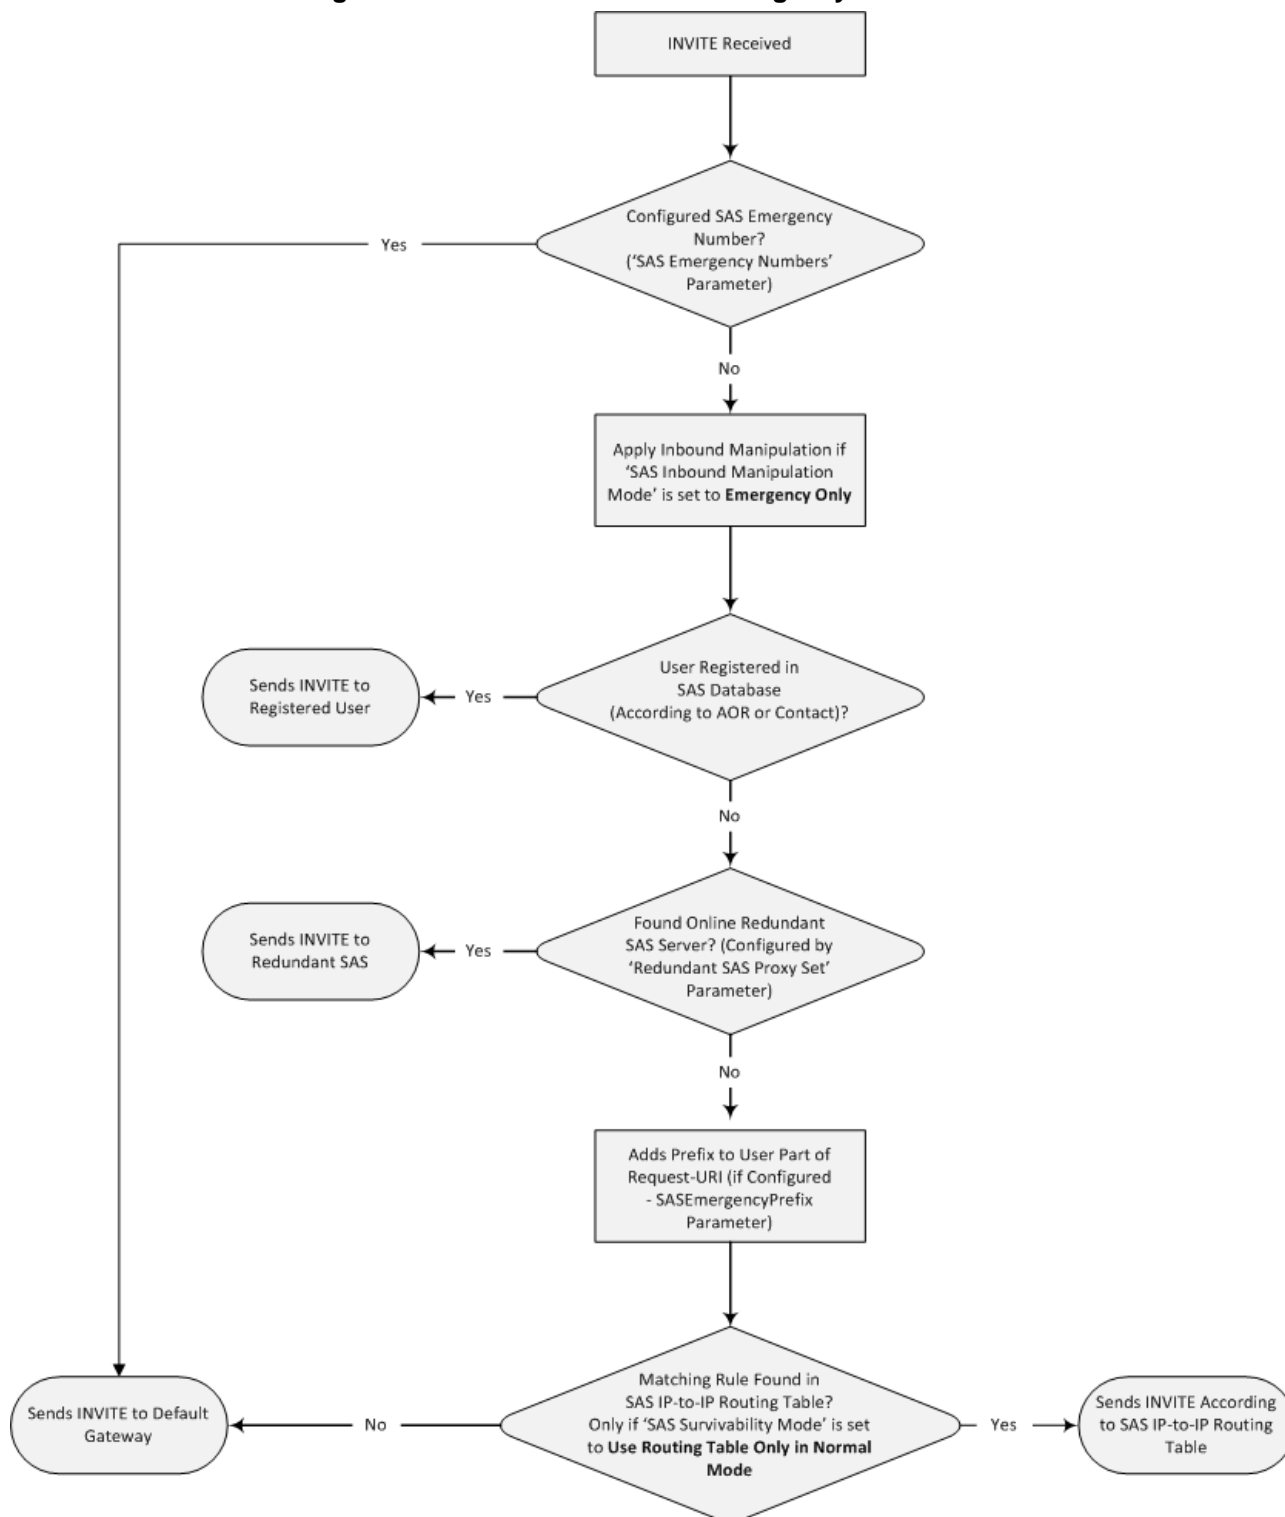 INVITE Received
Configured SAS Emergency
Number?
('SAS Emergency Numbers'
Parameter)
Yes
No
Apply Inbound Manipulation if
'SAS Inbound Manipulation
Mode' is set to Emergency Only
User Registered in
SAS Database
(According to AOR or Contact)?
Yes
Sends INVITE to
Registered User
No
Found Online Redundant
SAS Server? (Configured by
'Redundant SAS Proxy Set'
Parameter)
Yes
Sends INVITE to
Redundant SAS
No
Adds Prefix to User Part of
Request-URI (if Configured
- SASEmergencyPrefix
Parameter)
Matching Rule Found in
SAS IP-to-IP Routing Table?
Only if 'SAS Survivability Mode' is set
to Use Routing Table Only in Normal
Mode
No
Sends INVITE to Default
Gateway
Yes
Sends INVITE According
to SAS IP-to-IP Routing
Table